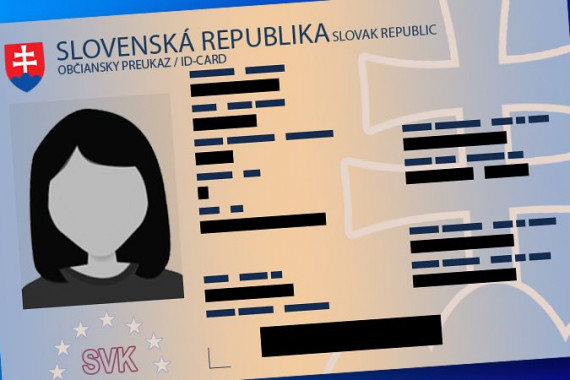 SLOVENSKÁ REPUBLIKA SLOVAK REPUBLIC
OBČIANSKY PREUKAZ / ID-CARD
SVK